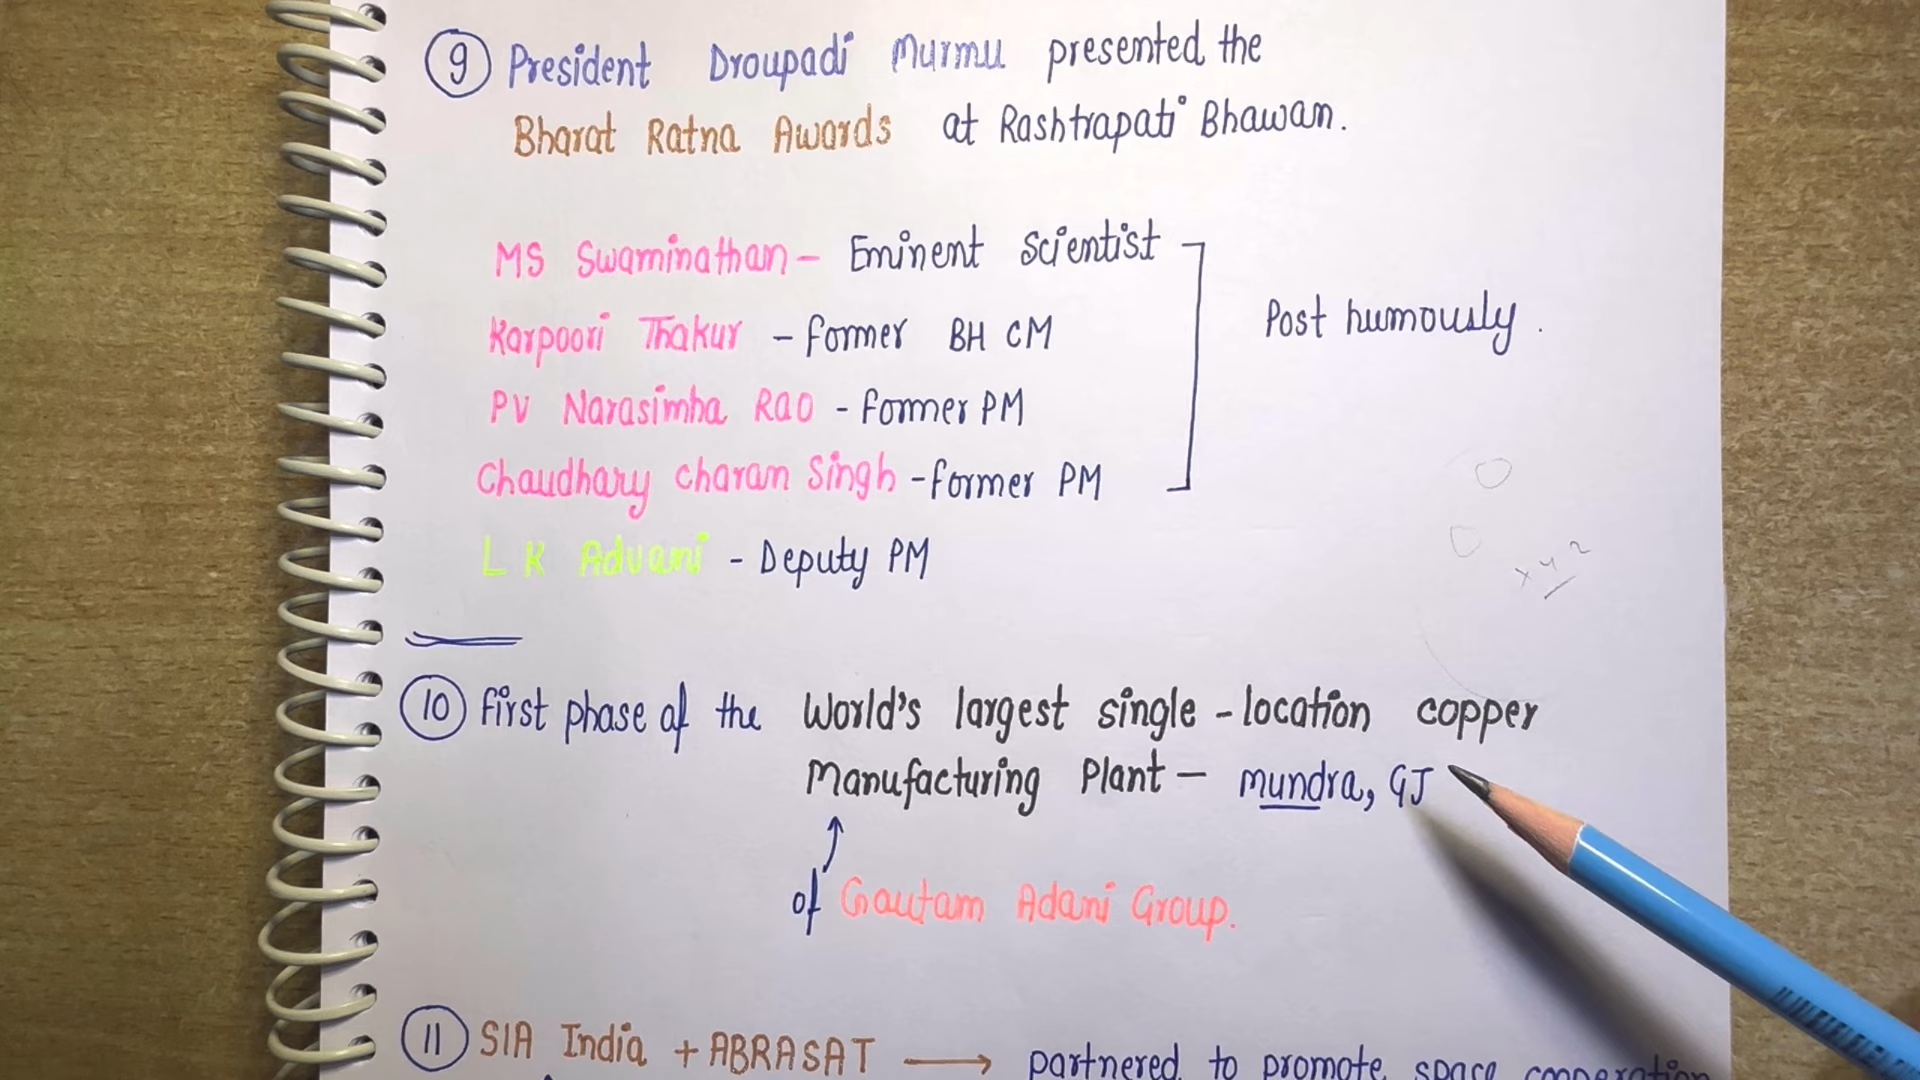 9 President Droupadi Murmu presented the
Bharat Ratna Awards at Rashtrapati Bhawan.
MS Swaminathan - Eminent Scientist
Karpoori Thakur - Former BH CM
Post humously.
PV Narasimha Rao - Former PM
Chaudhary Charan Singh - Former PM
L K Advani - Deputy PM
10 First phase of the World's largest single-location copper
Manufacturing Plant - Mundra, GJ
of Gautam Adani Group.
11 SIA India + ABRASAT → partnered to promote space cooperation